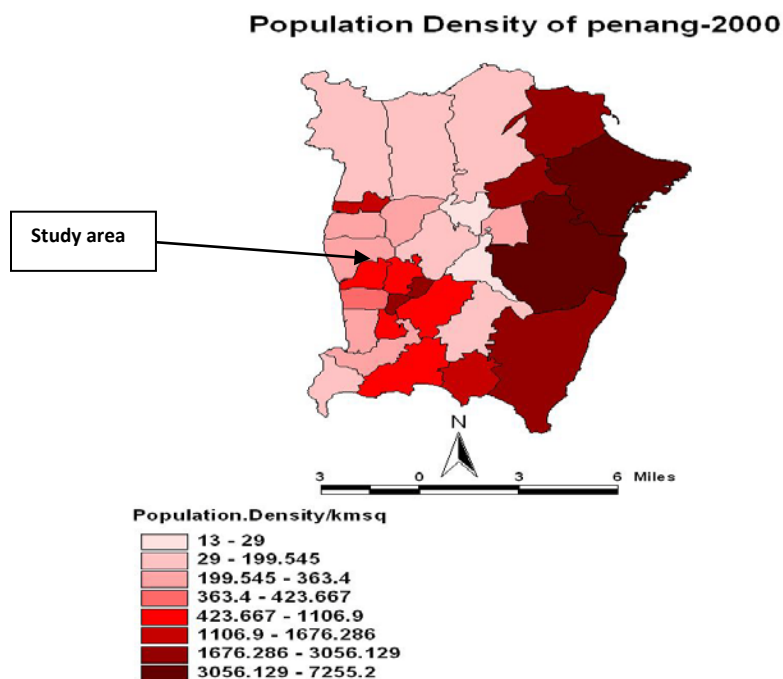 Population Density of penang-2000
Study area
N
3 0 3 6 Miles
Population.Density/kmsq
13 - 29
29 - 199.545
199.545 - 363.4
363.4 - 423.667
423.667 - 1106.9
1106.9 - 1676.286
1676.286 - 3056.129
3056.129 - 7255.2